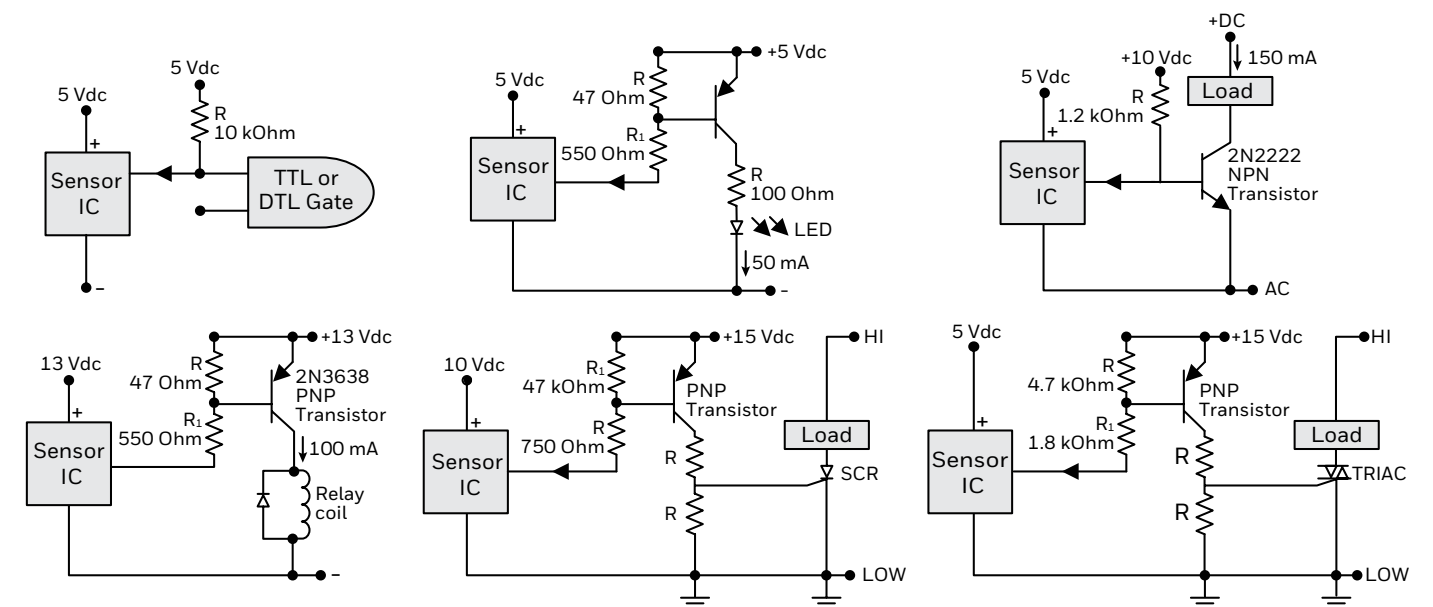 5 Vdc
5 Vdc
+
R
10 kOhm
Sensor
IC
TTL or
DTL Gate
-
+5 Vdc
5 Vdc
R
47 Ohm
+
R₁
550 Ohm
Sensor
IC
R
100 Ohm
LED
50 mA
-
+DC
150 mA
+10 Vdc
5 Vdc
Load
R
1.2 kOhm
+
Sensor
IC
2N2222
NPN
Transistor
AC
+13 Vdc
13 Vdc
R
47 Ohm
2N3638
PNP
Transistor
+
R₁
550 Ohm
100 mA
Sensor
IC
Relay
coil
-
+15 Vdc
HI
10 Vdc
R₁
47 kOhm
PNP
Transistor
+
R
750 Ohm
Load
Sensor
IC
R
SCR
R
LOW
+15 Vdc
HI
5 Vdc
R
4.7 kOhm
PNP
Transistor
+
R₁
1.8 kOhm
Load
Sensor
IC
R
TRIAC
R
LOW